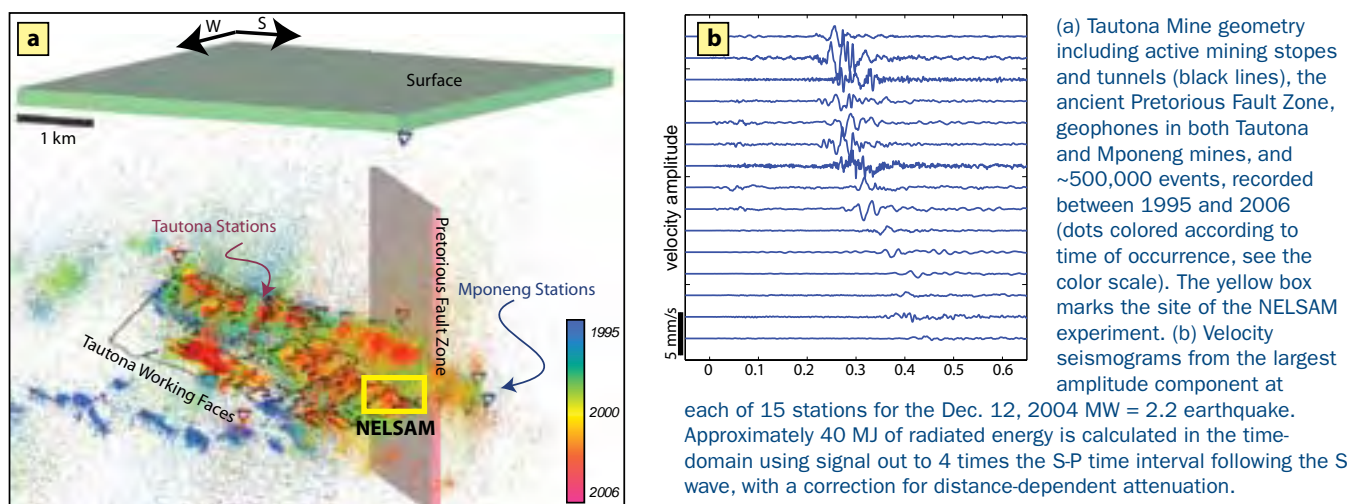 a
W
S
Surface
1 km
Tautona Stations
Pretorious Fault Zone
Mponeng Stations
Tautona Working Faces
NELSAM
1995
2000
2006
b
velocity amplitude
5 mm/s
0 0.1 0.2 0.3 0.4 0.5 0.6
(a) Tautona Mine geometry
including active mining stopes
and tunnels (black lines), the
ancient Pretorious Fault Zone,
geophones in both Tautona
and Mponeng mines, and
~500,000 events, recorded
between 1995 and 2006
(dots colored according to
time of occurrence, see the
color scale). The yellow box
marks the site of the NELSAM
experiment. (b) Velocity
seismograms from the largest
amplitude component at
each of 15 stations for the Dec. 12, 2004 MW = 2.2 earthquake.
Approximately 40 MJ of radiated energy is calculated in the time-
domain using signal out to 4 times the S-P time interval following the S
wave, with a correction for distance-dependent attenuation.